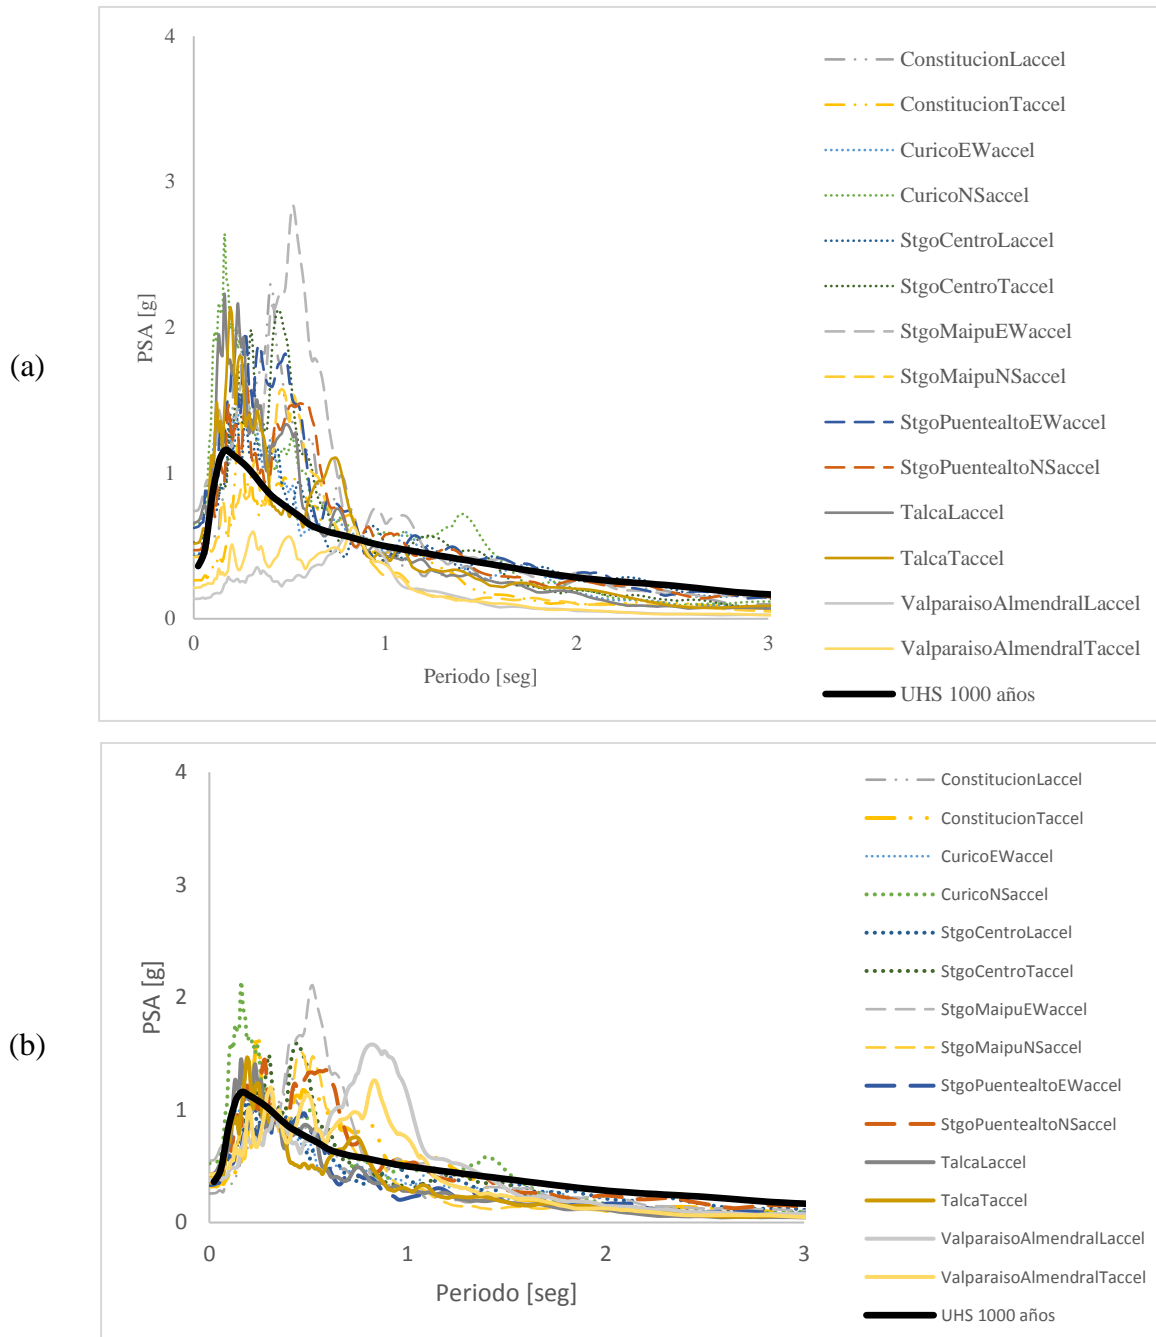 (a)
PSA [g]
4
3
2
1
0
0 1 2 3
Periodo [seg]
ConstitucionLaccel
ConstitucionTaccel
CuricoEWaccel
CuricoNSaccel
StgoCentroLaccel
StgoCentroTaccel
StgoMaipuEWaccel
StgoMaipuNSaccel
StgoPuentealtoEWaccel
StgoPuentealtoNSaccel
TalcaLaccel
TalcaTaccel
ValparaisoAlmendralLaccel
ValparaisoAlmendralTaccel
UHS 1000 años
(b)
PSA [g]
4
3
2
1
0
0 1 2 3
Periodo [seg]
ConstitucionLaccel
ConstitucionTaccel
CuricoEWaccel
CuricoNSaccel
StgoCentroLaccel
StgoCentroTaccel
StgoMaipuEWaccel
StgoMaipuNSaccel
StgoPuentealtoEWaccel
StgoPuentealtoNSaccel
TalcaLaccel
TalcaTaccel
ValparaisoAlmendralLaccel
ValparaisoAlmendralTaccel
UHS 1000 años